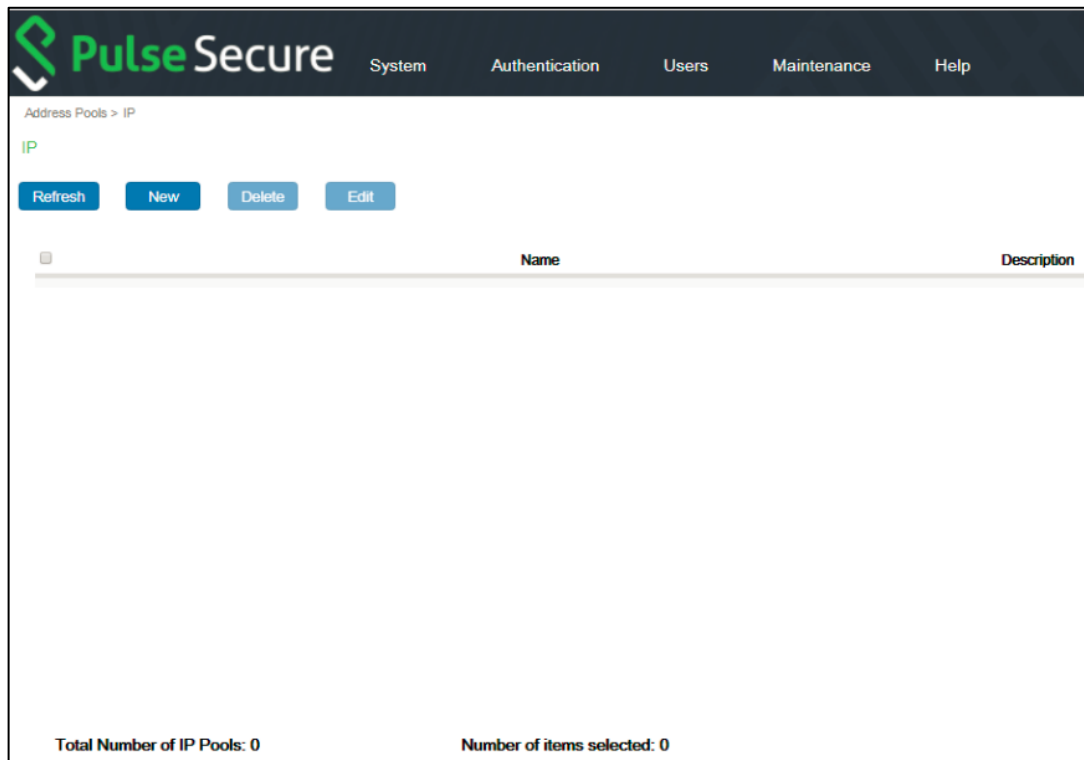 Pulse Secure System Authentication Users Maintenance Help
Address Pools > IP
IP
Refresh New Delete Edit
Name Description
Total Number of IP Pools: 0 Number of items selected: 0